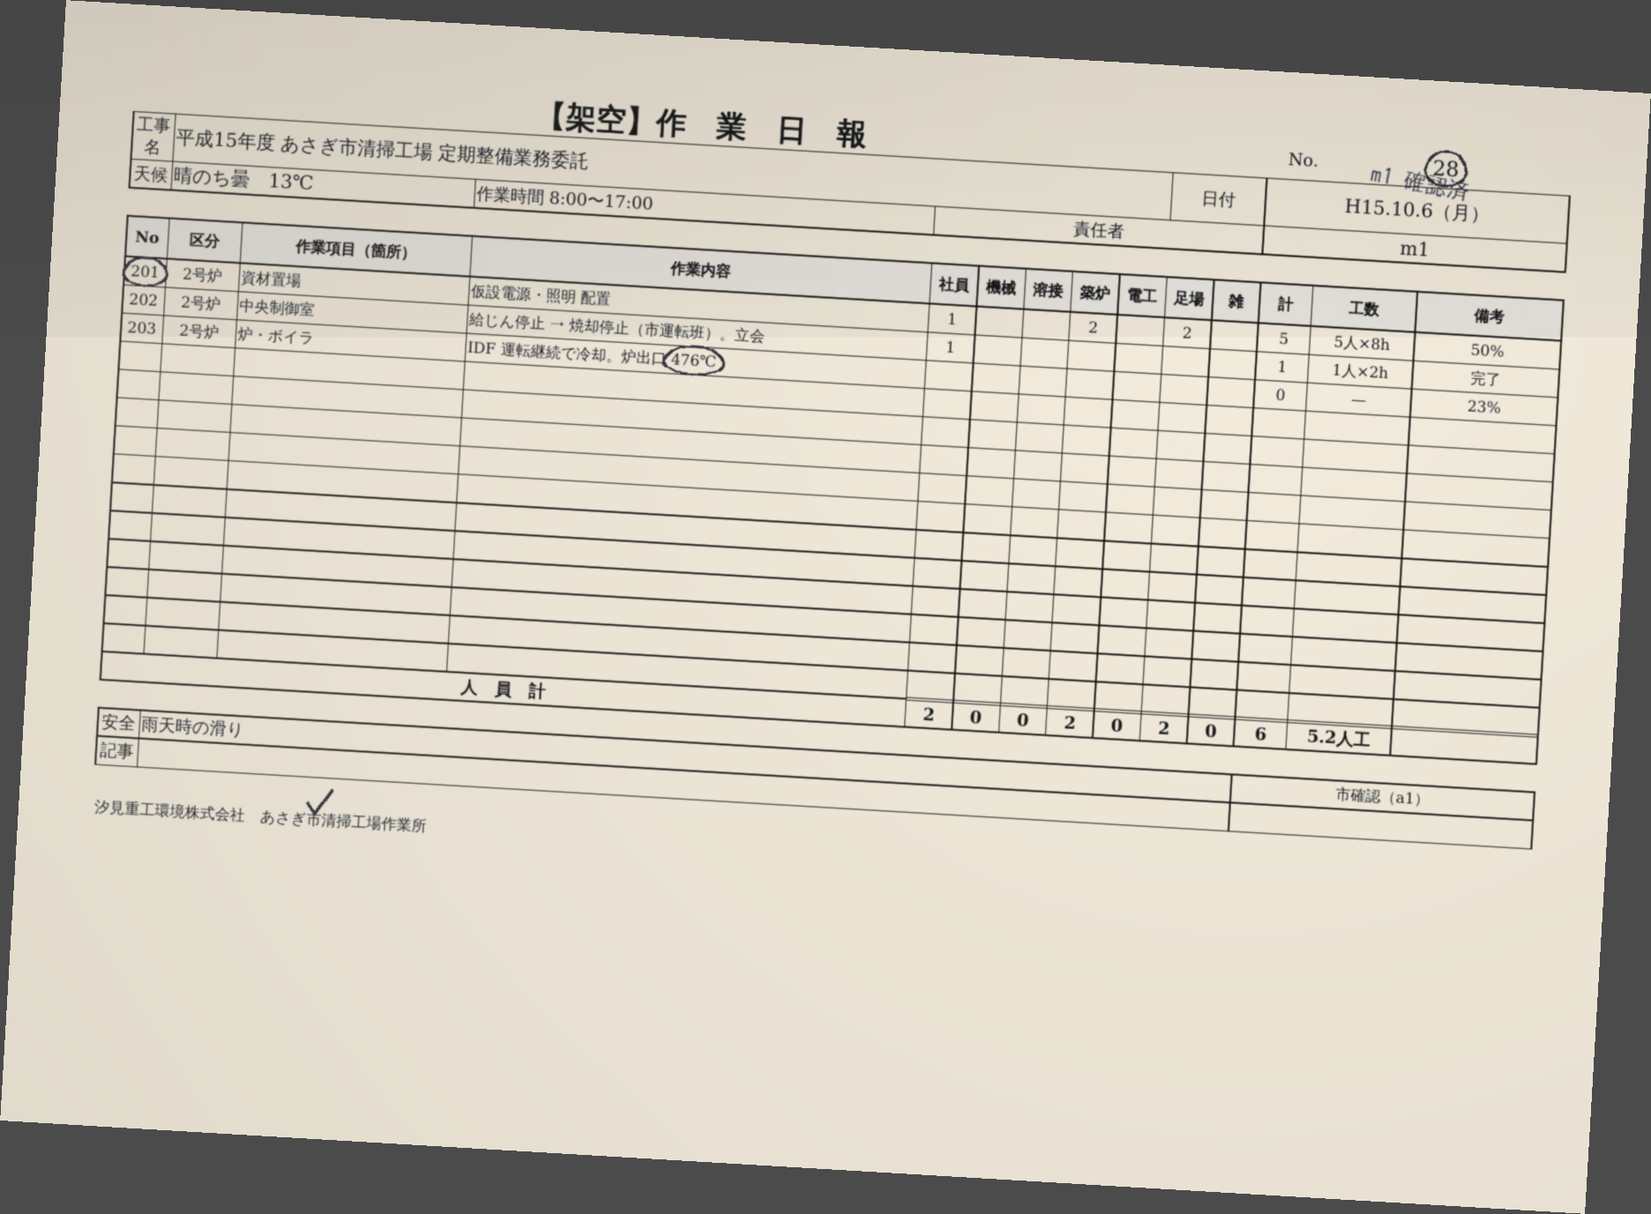 【架空】作 業 日 報
No. 28
m1 確認済
工事名 平成15年度 あさぎ市清掃工場 定期整備業務委託 日付 H15.10.6（月）
天候 晴のち曇 13℃ 作業時間 8:00〜17:00 責任者 m1
No 区分 作業項目（箇所） 作業内容 社員 機械 溶接 築炉 電工 足場 雑 計 工数 備考
201 2号炉 資材置場 仮設電源・照明 配置 1 2 2 5 5人×8h 50%
202 2号炉 中央制御室 給じん停止 → 焼却停止（市運転班）。立会 1 1 1人×2h 完了
203 2号炉 炉・ボイラ IDF 運転継続で冷却。炉出口 476℃ 0 — 23%
人 員 計 2 0 0 2 0 2 0 6 5.2人工
安全 雨天時の滑り 市確認（a1）
記事
汐見重工環境株式会社 あさぎ市清掃工場作業所